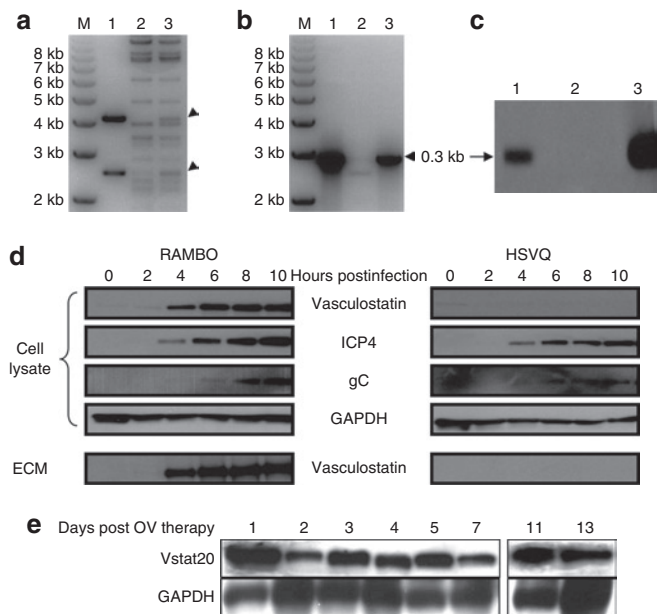 a
b
c
M 1 2 3
M 1 2 3
1 2 3
8 kb
7 kb
6 kb
5 kb
4 kb
3 kb
2 kb
8 kb
7 kb
6 kb
5 kb
4 kb
3 kb
2 kb
0.3 kb
d
RAMBO
HSVQ
0 2 4 6 8 10 Hours postinfection 0 2 4 6 8 10
Cell
lysate
Vasculostatin
ICP4
gC
GAPDH
ECM
Vasculostatin
e
Days post OV therapy 1 2 3 4 5 7 11 13
Vstat20
GAPDH